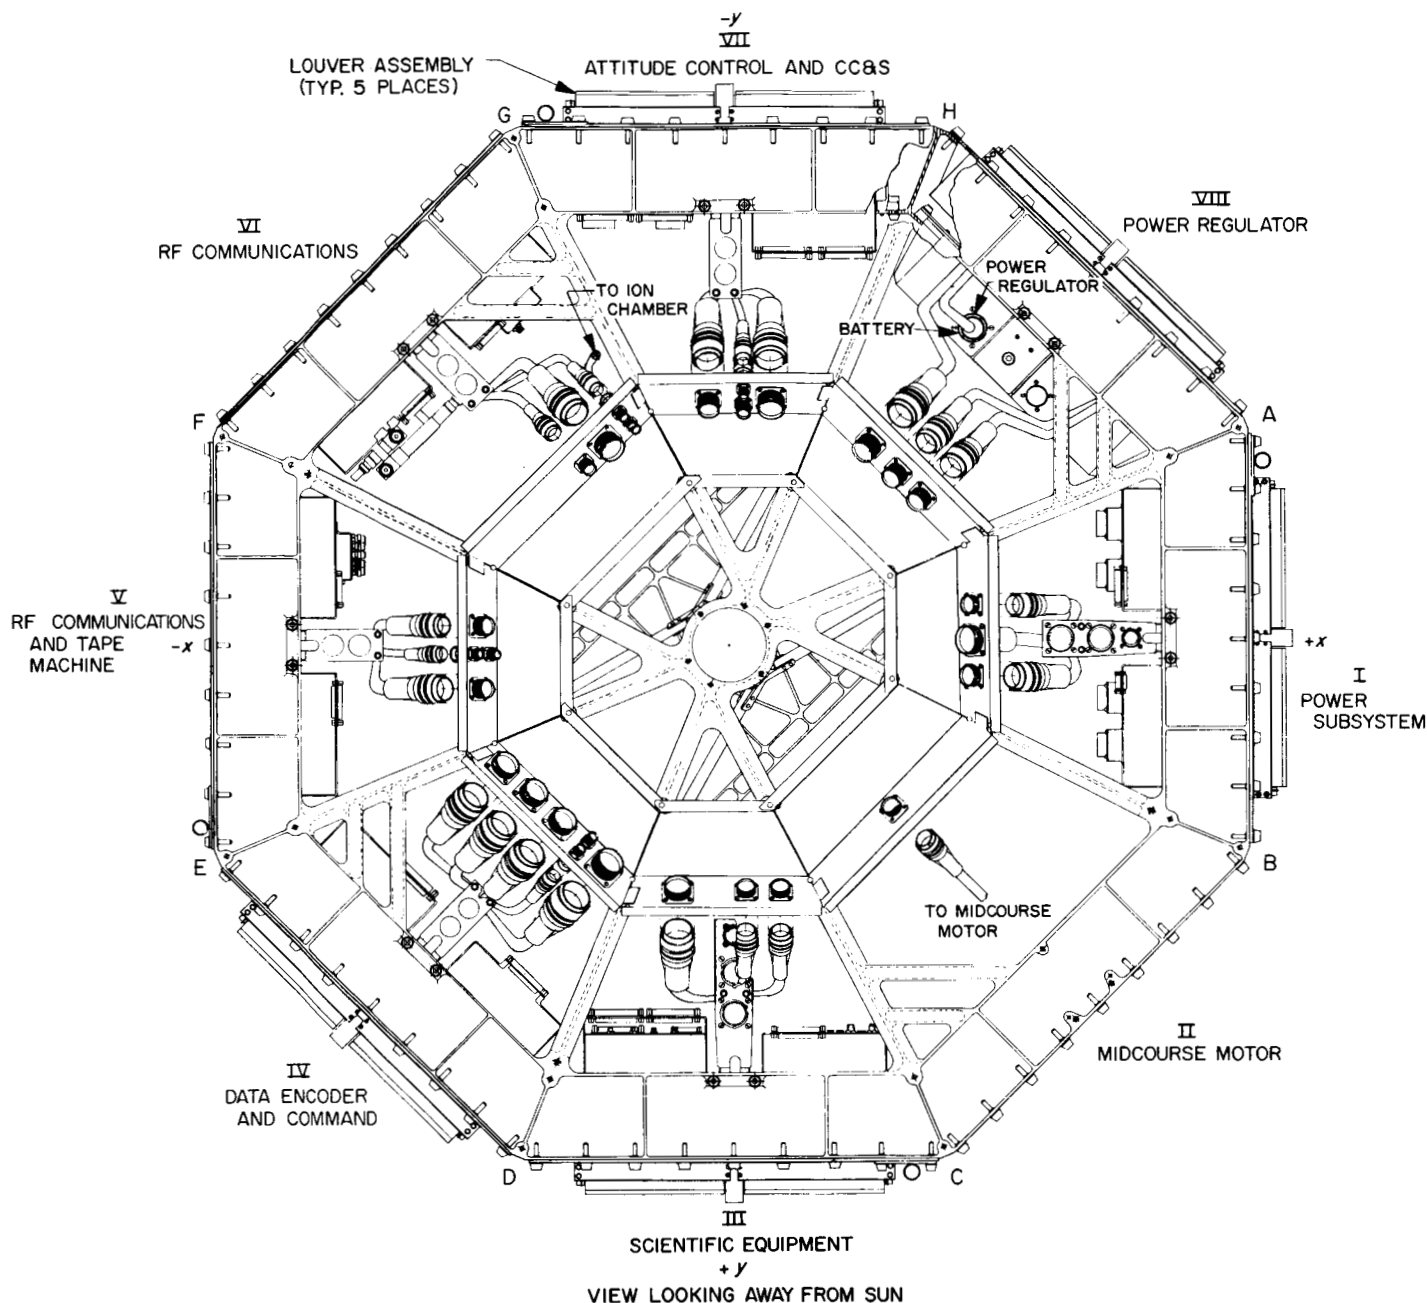 -y
VII
ATTITUDE CONTROL AND CC&S
LOUVER ASSEMBLY
(TYP. 5 PLACES)
G
H
VI
RF COMMUNICATIONS
VIII
POWER REGULATOR
TO ION
CHAMBER
POWER
REGULATOR
BATTERY
F
A
V
RF COMMUNICATIONS
AND TAPE
MACHINE
-x
+x
I
POWER
SUBSYSTEM
E
B
TO MIDCOURSE
MOTOR
II
MIDCOURSE MOTOR
IV
DATA ENCODER
AND COMMAND
D
C
III
SCIENTIFIC EQUIPMENT
+y
VIEW LOOKING AWAY FROM SUN